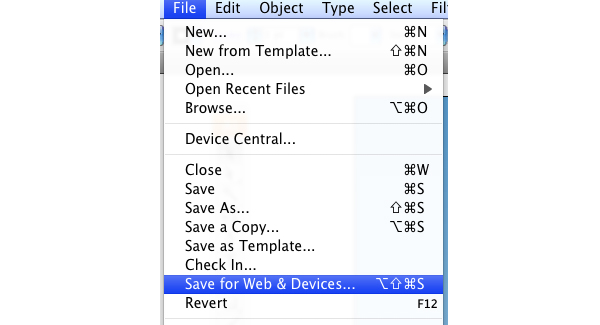 File Edit Object Type Select Fil
New... ⌘N
New from Template... ⇧⌘N
Open... ⌘O
Open Recent Files ▶
Browse... ⌥⌘O
Device Central...
Close ⌘W
Save ⌘S
Save As... ⇧⌘S
Save a Copy... ⌥⌘S
Save as Template...
Check In...
Save for Web & Devices... ⌥⇧⌘S
Revert F12